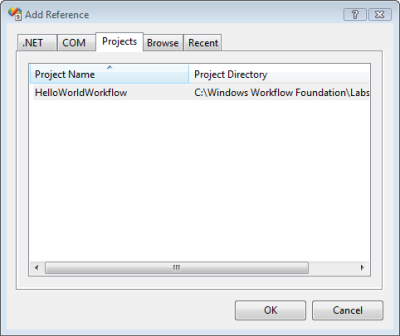 Add Reference
.NET COM Projects Browse Recent
Project Name Project Directory
HelloWorldWorkflow C:\Windows Workflow Foundation\Labs
OK Cancel